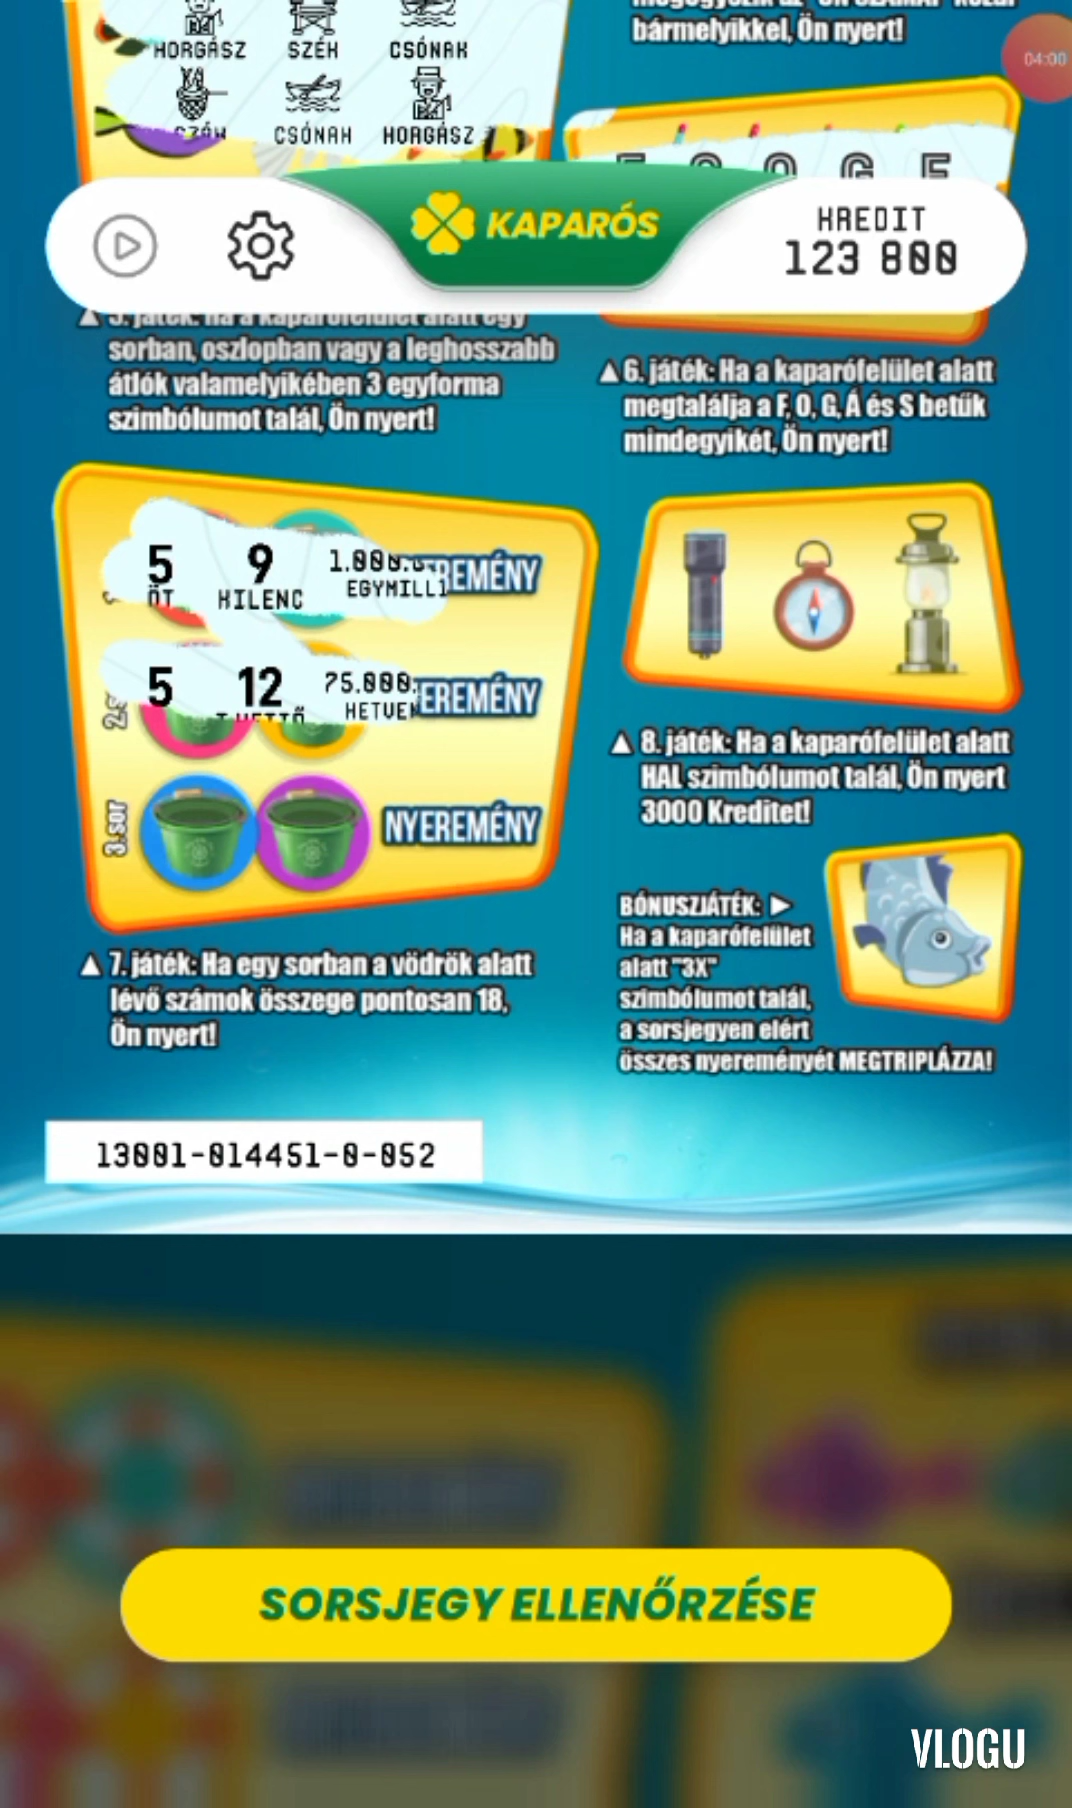 bármelyikkel, Ön nyert!
04:00
HORGÁSZ SZÉK CSÓNAK
CSÓNAK HORGÁSZ
KAPARÓS
KREDIT
123 800
sorban, oszlopban vagy a leghosszabb
átlók valamelyikében 3 egyforma
szimbólumot talál, Ön nyert!
▲ 6. játék: Ha a kaparófelület alatt
megtalálja a F, O, G, Á és S betűk
mindegyikét, Ön nyert!
5 9
ÖT KILENC
5 12
3.sor
NYEREMÉNY
▲ 7. játék: Ha egy sorban a vödrök alatt
lévő számok összege pontosan 18,
Ön nyert!
▲ 8. játék: Ha a kaparófelület alatt
HAL szimbólumot talál, Ön nyert
3000 Kreditet!
BÓNUSZJÁTÉK: ▶
Ha a kaparófelület
alatt "3X"
szimbólumot talál,
a sorsjegyen elért
összes nyereményét MEGTRIPLÁZZA!
13001-014451-0-052
SORSJEGY ELLENŐRZÉSE
VLOGU